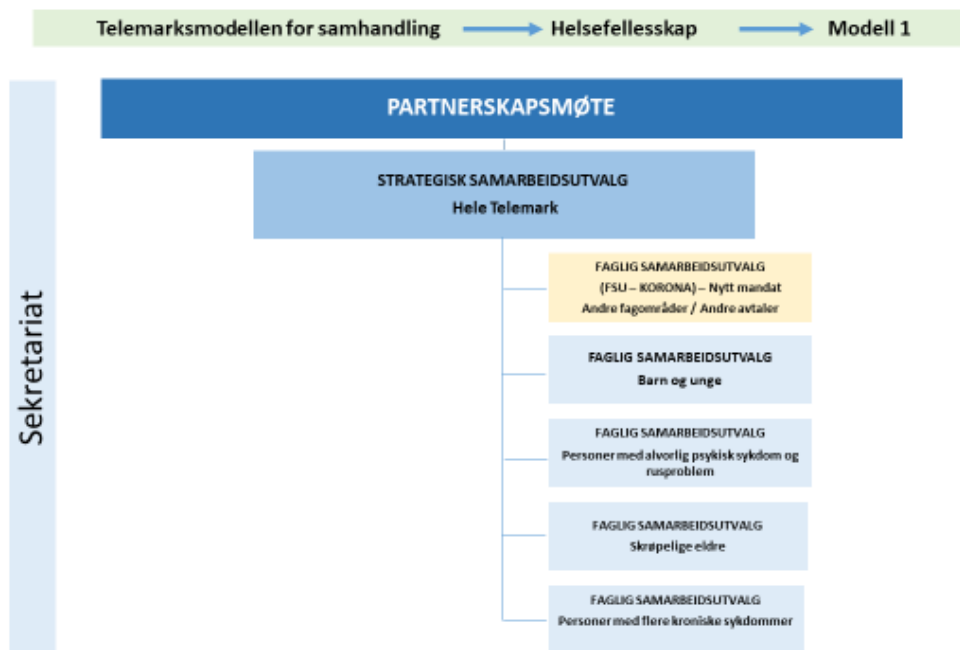 Telemarksmodellen for samhandling Helsefellesskap Modell 1
Sekretariat
PARTNERSKAPSMØTE
STRATEGISK SAMARBEIDSUTVALG
Hele Telemark
FAGLIG SAMARBEIDSUTVALG
(FSU – KORONA) – Nytt mandat
Andre fagområder / Andre avtaler
FAGLIG SAMARBEIDSUTVALG
Barn og unge
FAGLIG SAMARBEIDSUTVALG
Personer med alvorlig psykisk sykdom og
rusproblem
FAGLIG SAMARBEIDSUTVALG
Skrøpelige eldre
FAGLIG SAMARBEIDSUTVALG
Personer med flere kroniske sykdommer